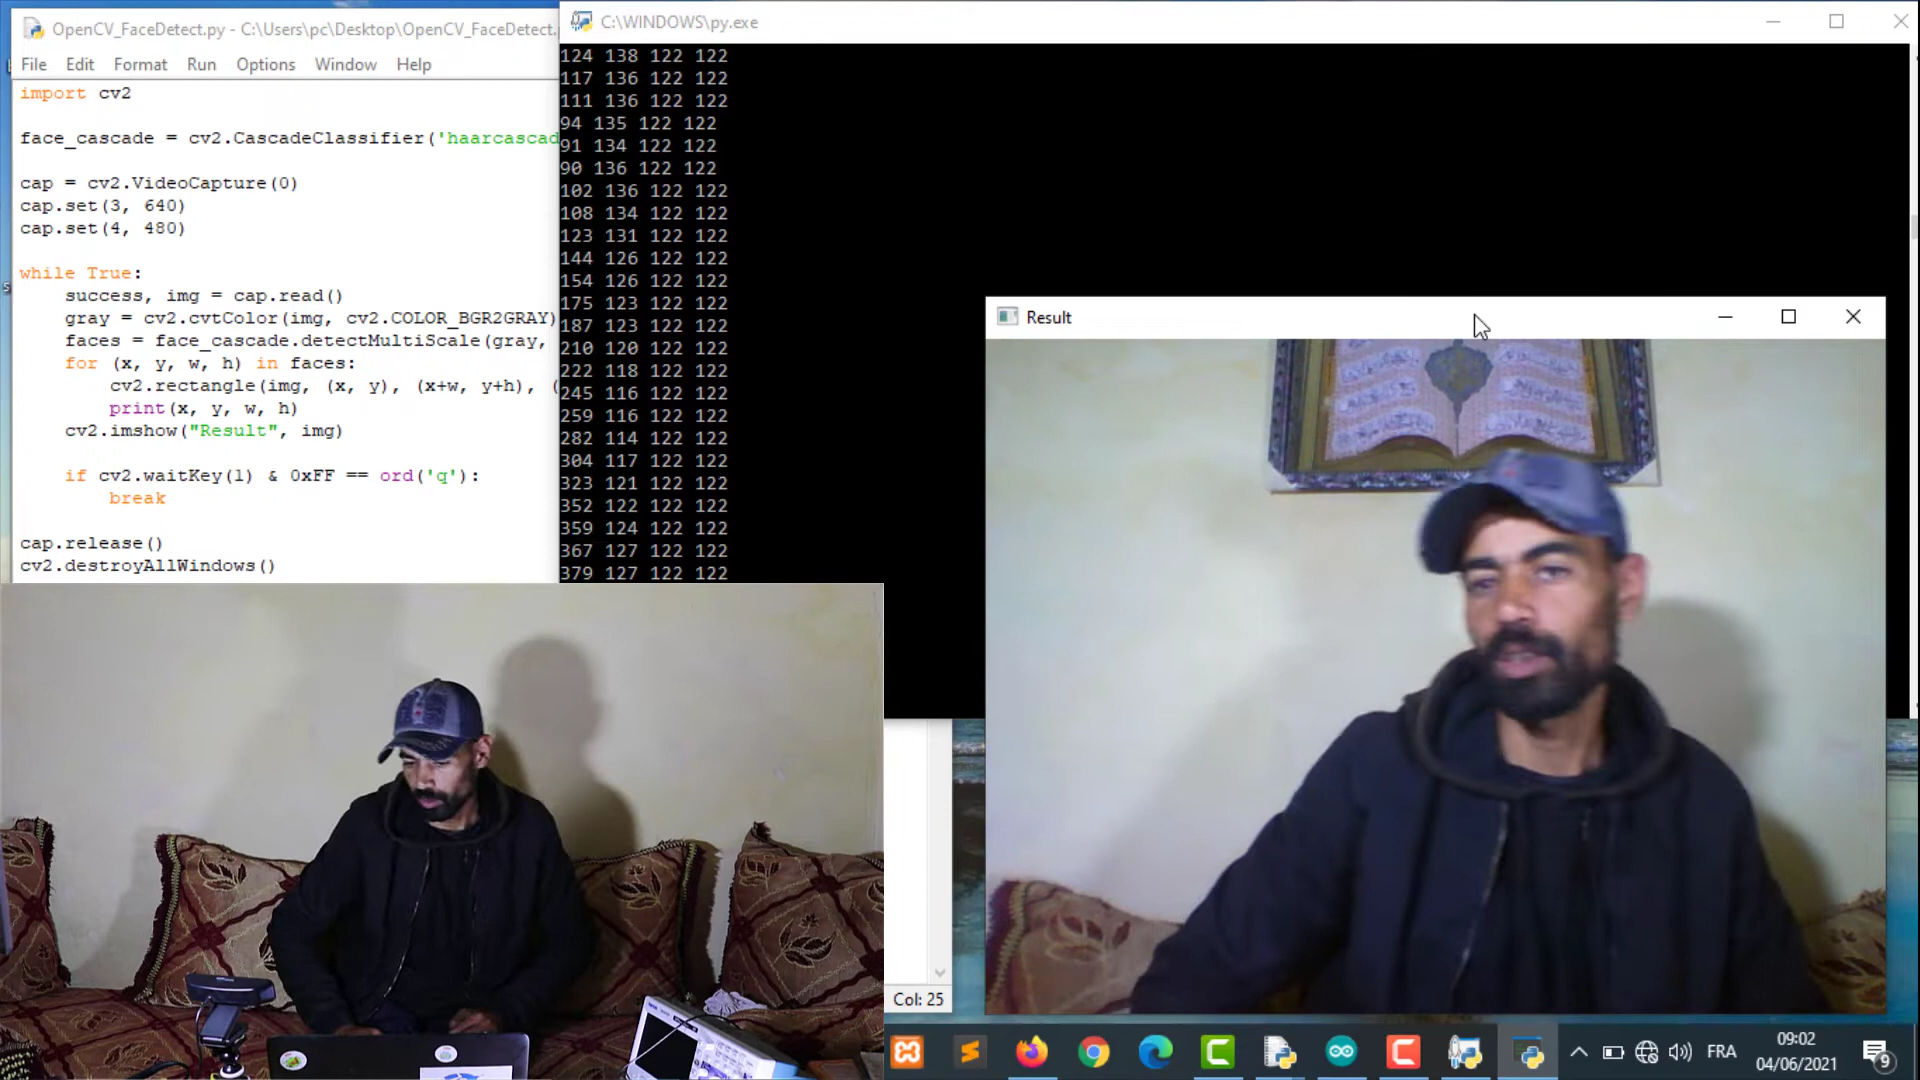 OpenCV_FaceDetect.py - C:\Users\pc\Desktop\OpenCV_FaceDetect.
File Edit Format Run Options Window Help
import cv2
face_cascade = cv2.CascadeClassifier('haarcascad
cap = cv2.VideoCapture(0)
cap.set(3, 640)
cap.set(4, 480)
while True:
success, img = cap.read()
gray = cv2.cvtColor(img, cv2.COLOR_BGR2GRAY)
faces = face_cascade.detectMultiScale(gray,
for (x, y, w, h) in faces:
cv2.rectangle(img, (x, y), (x+w, y+h), (
print(x, y, w, h)
cv2.imshow("Result", img)
if cv2.waitKey(1) & 0xFF == ord('q'):
break
cap.release()
cv2.destroyAllWindows()
C:\WINDOWS\py.exe
124 138 122 122
117 136 122 122
111 136 122 122
94 135 122 122
91 134 122 122
90 136 122 122
102 136 122 122
108 134 122 122
123 131 122 122
144 126 122 122
154 126 122 122
175 123 122 122
187 123 122 122
210 120 122 122
222 118 122 122
245 116 122 122
259 116 122 122
282 114 122 122
304 117 122 122
323 121 122 122
352 122 122 122
359 124 122 122
367 127 122 122
379 127 122 122
Result
Col: 25
FRA
09:02
04/06/2021
9